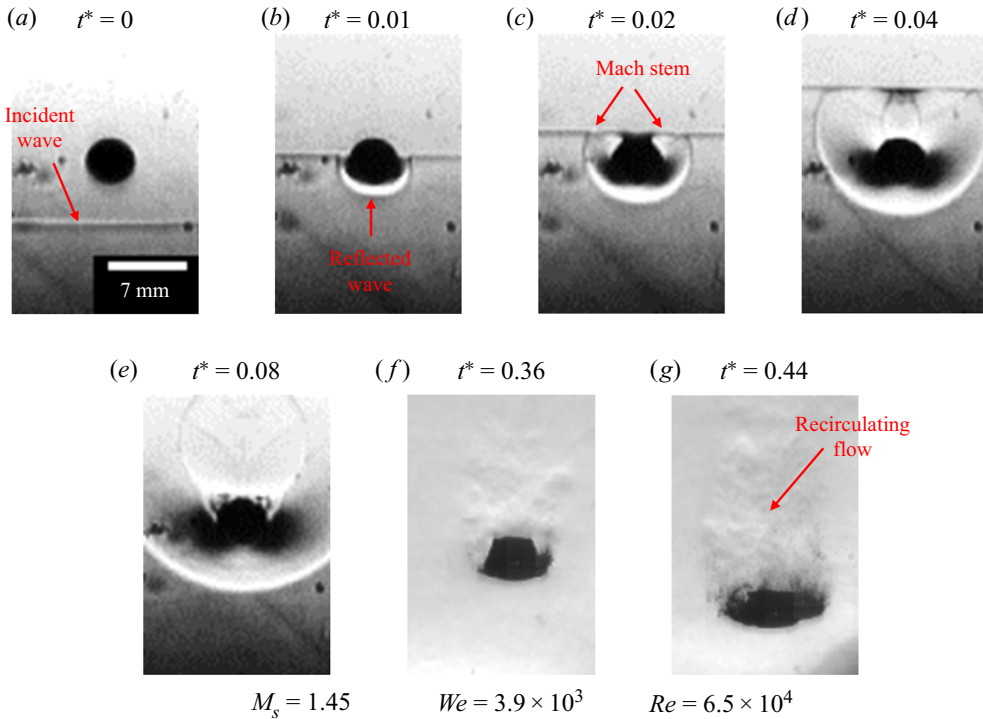 (a) t* = 0
(b) t* = 0.01
(c) t* = 0.02
(d) t* = 0.04
Incident
wave
7 mm
Reflected
wave
Mach stem
(e) t* = 0.08
(f) t* = 0.36
(g) t* = 0.44
Recirculating
flow
Mₛ = 1.45
We = 3.9 × 10³
Re = 6.5 × 10⁴